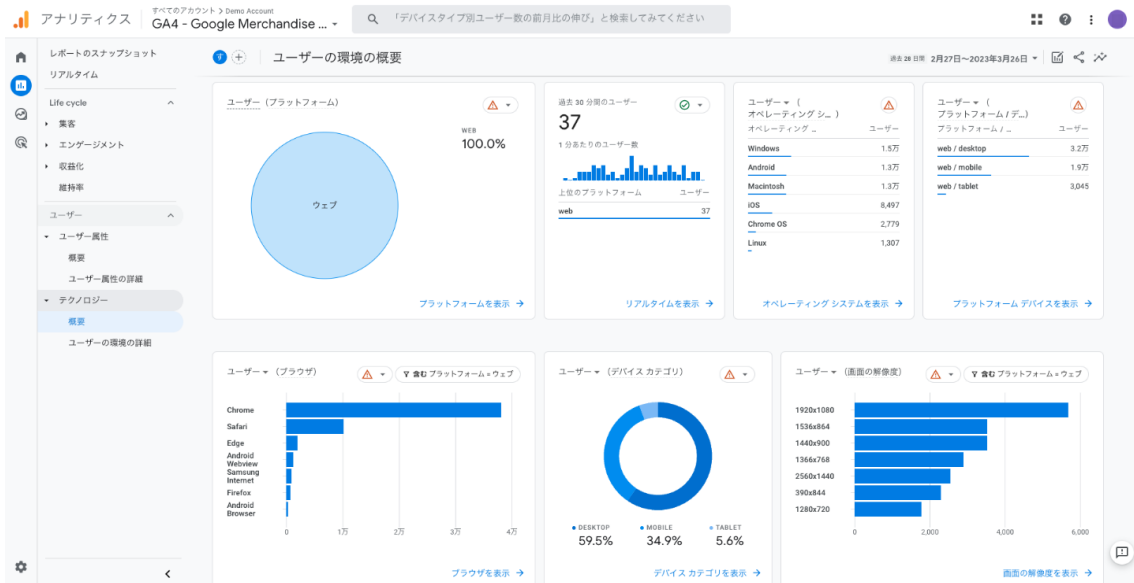 アナリティクス
すべてのアカウント > Demo Account
GA4 - Google Merchandise ...
「デバイスタイプ別ユーザー数の前月比の伸び」と検索してみてください
レポートのスナップショット
リアルタイム
Life cycle
集客
エンゲージメント
収益化
維持率
ユーザー
ユーザー属性
概要
ユーザー属性の詳細
テクノロジー
概要
ユーザーの環境の詳細
す
ユーザーの環境の概要
過去 28 日間 2月27日～2023年3月26日
ユーザー（プラットフォーム）
WEB
100.0%
ウェブ
プラットフォームを表示
過去 30 分間のユーザー
37
1 分あたりのユーザー数
上位のプラットフォーム ユーザー
web 37
リアルタイムを表示
ユーザー （
オペレーティング シ... ）
オペレーティング ... ユーザー
Windows 1.5万
Android 1.3万
Macintosh 1.3万
iOS 8,497
Chrome OS 2,779
Linux 1,307
オペレーティング システムを表示
ユーザー （
プラットフォーム / デ...）
プラットフォーム / ... ユーザー
web / desktop 3.2万
web / mobile 1.9万
web / tablet 3,045
プラットフォーム デバイスを表示
ユーザー （ブラウザ）
含む プラットフォーム = ウェブ
Chrome
Safari
Edge
Android
Webview
Samsung
Internet
Firefox
Android
Browser
0 1万 2万 3万 4万
ブラウザを表示
ユーザー （デバイス カテゴリ）
DESKTOP MOBILE TABLET
59.5% 34.9% 5.6%
デバイス カテゴリを表示
ユーザー （画面の解像度）
含む プラットフォーム = ウェブ
1920x1080
1536x864
1440x900
1366x768
2560x1440
390x844
1280x720
0 2,000 4,000 6,000
画面の解像度を表示